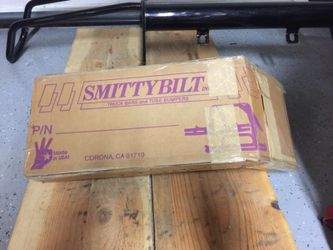 SMITTYBILT INC.
TRUCK BARS and TUBE BUMPERS
P/N
Made
in USA!
CORONA, CA 91719